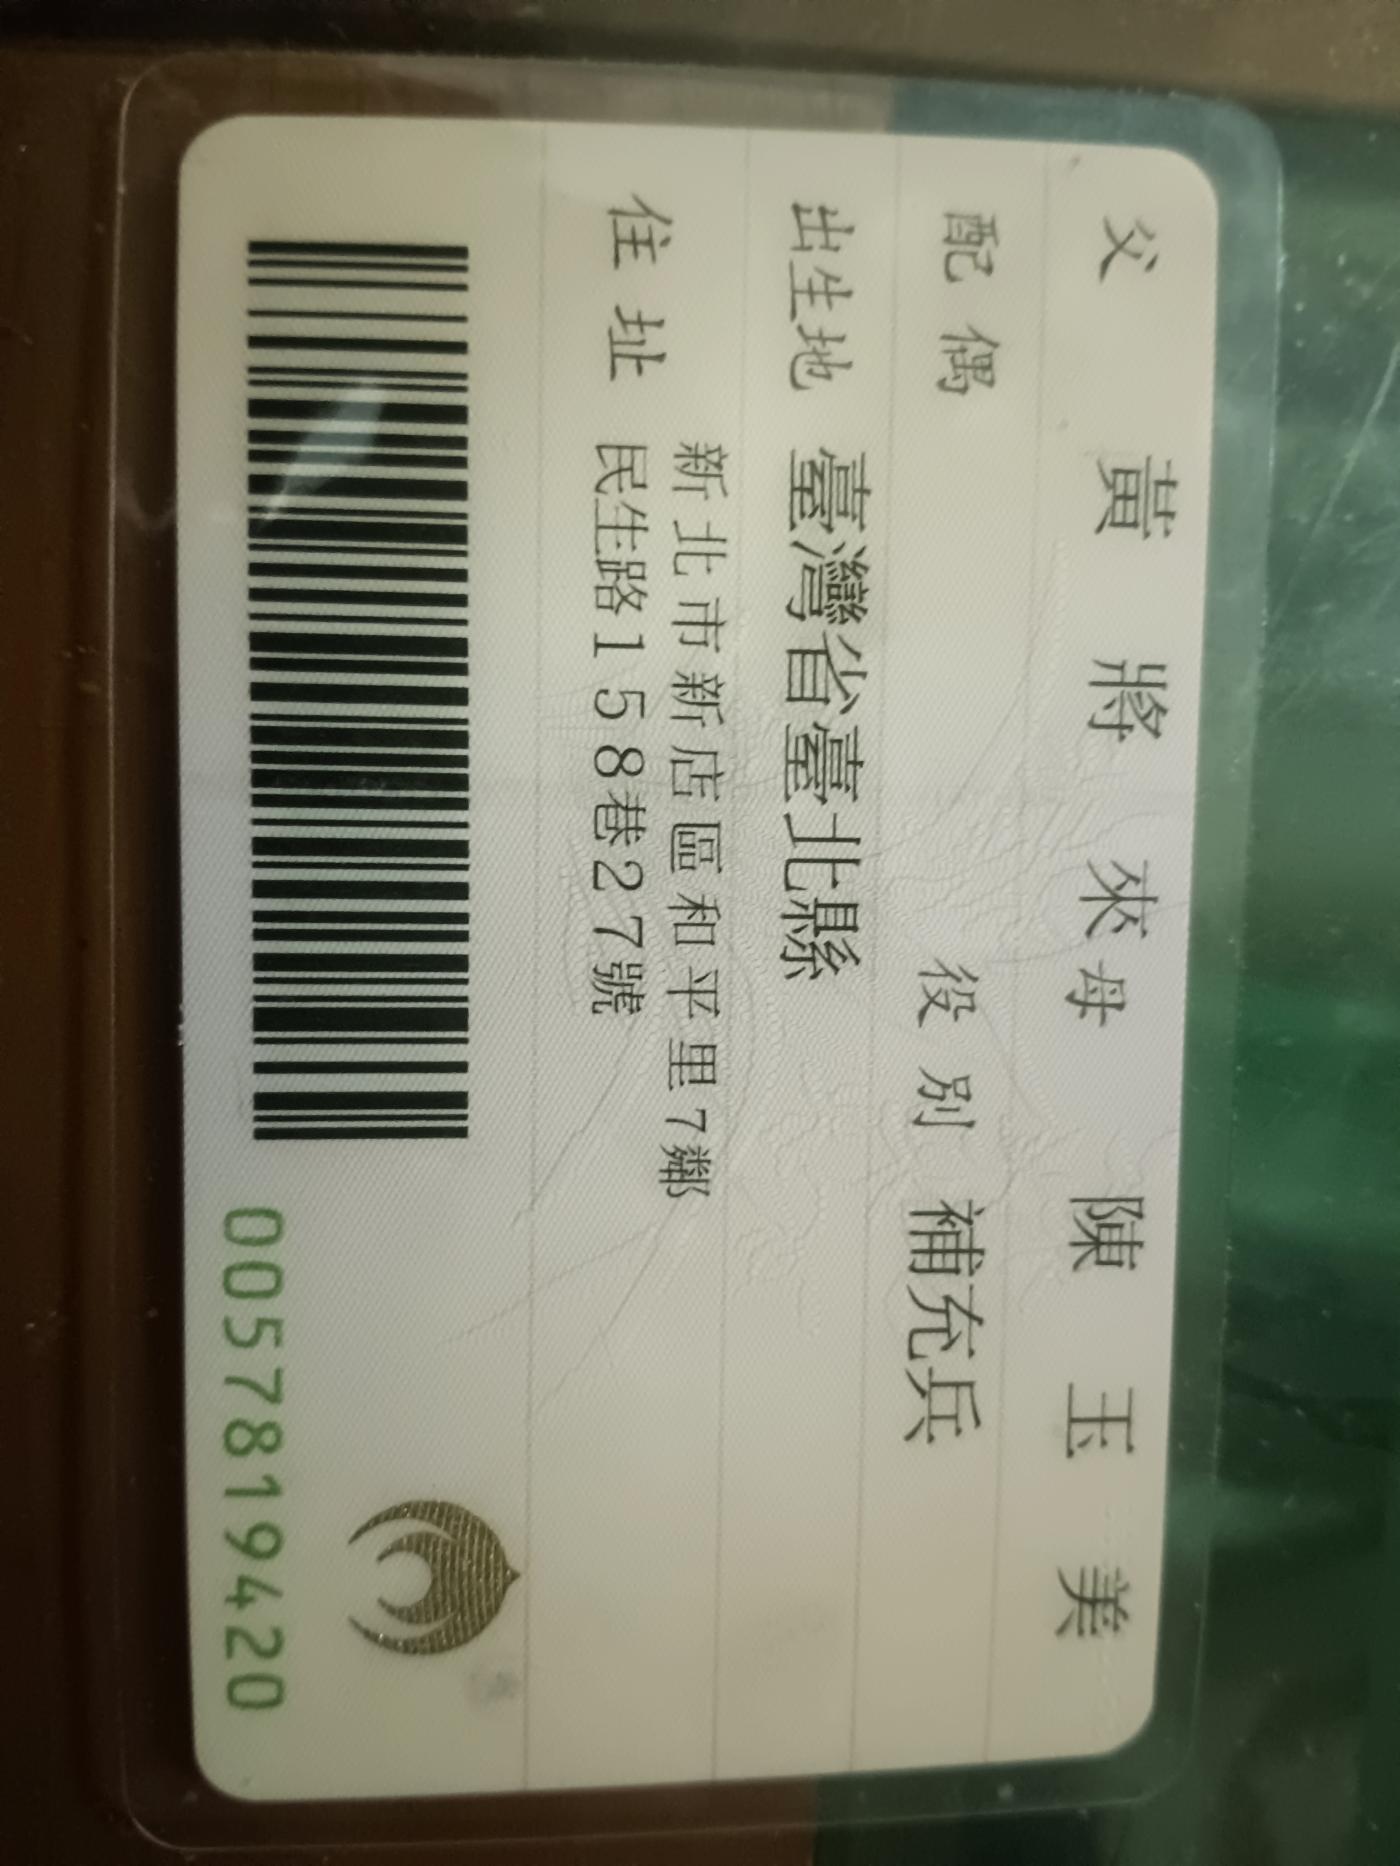 父 黃將來 母 陳玉美
配偶 役別 補充兵
出生地 臺灣省臺北縣
住址 新北市新店區和平里7鄰
民生路158巷27號
0057819420